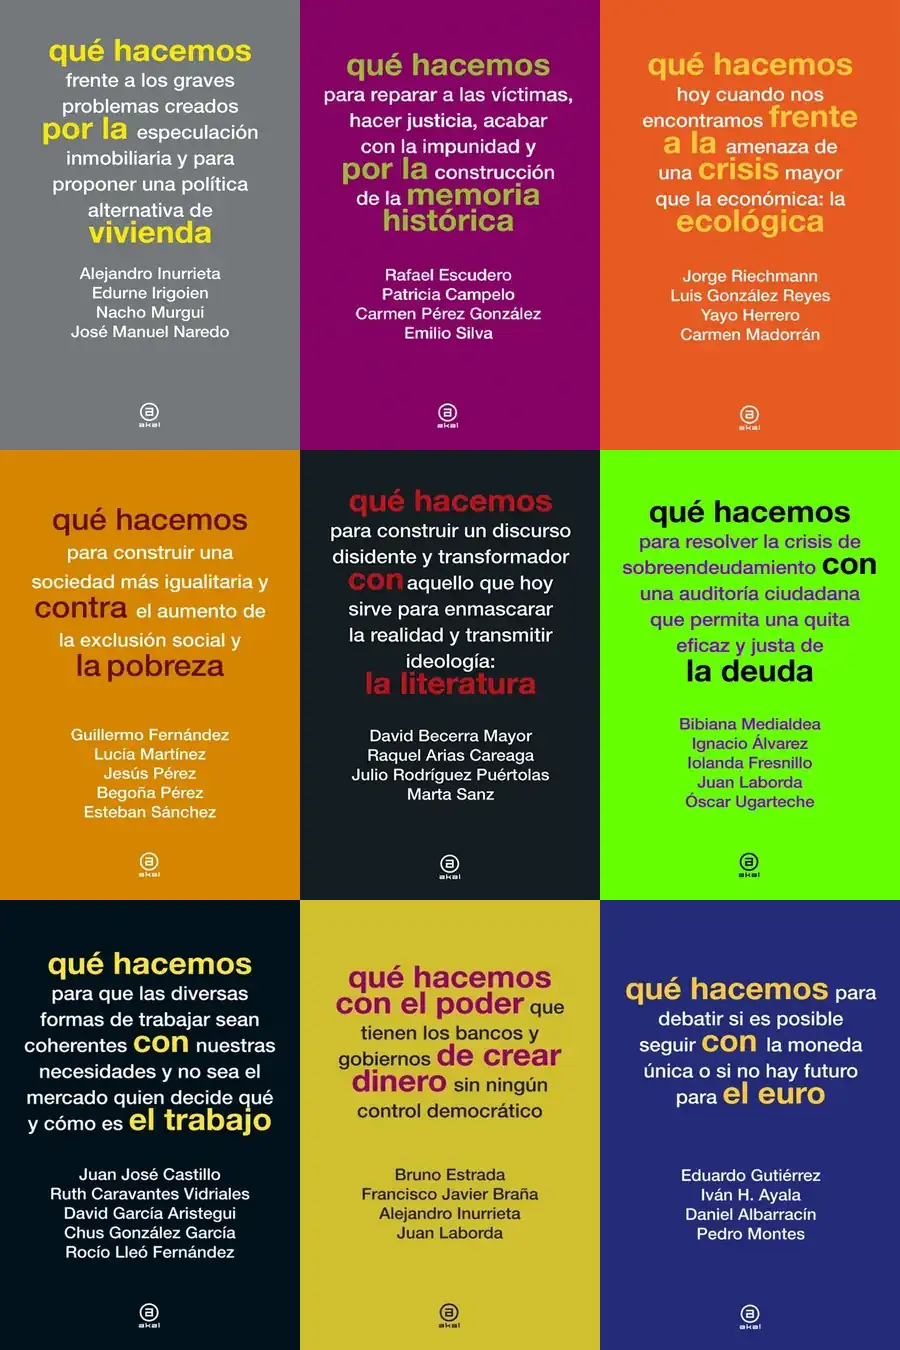 qué hacemos
frente a los graves
problemas creados
por la especulación
inmobiliaria y para
proponer una política
alternativa de
vivienda
Alejandro Inurrieta
Edurne Irigoien
Nacho Murgui
José Manuel Naredo
a
akal
qué hacemos
para reparar a las víctimas,
hacer justicia, acabar
con la impunidad y
por la construcción
de la memoria
histórica
Rafael Escudero
Patricia Campelo
Carmen Pérez González
Emilio Silva
a
akal
qué hacemos
hoy cuando nos
encontramos frente
a la amenaza de
una crisis mayor
que la económica: la
ecológica
Jorge Riechmann
Luis González Reyes
Yayo Herrero
Carmen Madorrán
a
akal
qué hacemos
para construir una
sociedad más igualitaria y
contra el aumento de
la exclusión social y
la pobreza
Guillermo Fernández
Lucía Martínez
Jesús Pérez
Begoña Pérez
Esteban Sánchez
a
akal
qué hacemos
para construir un discurso
disidente y transformador
con aquello que hoy
sirve para enmascarar
la realidad y transmitir
ideología:
la literatura
David Becerra Mayor
Raquel Arias Careaga
Julio Rodríguez Puértolas
Marta Sanz
a
akal
qué hacemos
para resolver la crisis de
sobreendeudamiento con
una auditoría ciudadana
que permita una quita
eficaz y justa de
la deuda
Bibiana Medialdea
Ignacio Álvarez
Iolanda Fresnillo
Juan Laborda
Óscar Ugarteche
a
akal
qué hacemos
para que las diversas
formas de trabajar sean
coherentes con nuestras
necesidades y no sea el
mercado quien decide qué
y cómo es el trabajo
Juan José Castillo
Ruth Caravantes Vidriales
David García Aristegui
Chus González García
Rocío Lleó Fernández
a
akal
qué hacemos
con el poder que
tienen los bancos y
gobiernos de crear
dinero sin ningún
control democrático
Bruno Estrada
Francisco Javier Braña
Alejandro Inurrieta
Juan Laborda
a
akal
qué hacemos para
debatir si es posible
seguir con la moneda
única o si no hay futuro
para el euro
Eduardo Gutiérrez
Iván H. Ayala
Daniel Albarracín
Pedro Montes
a
akal